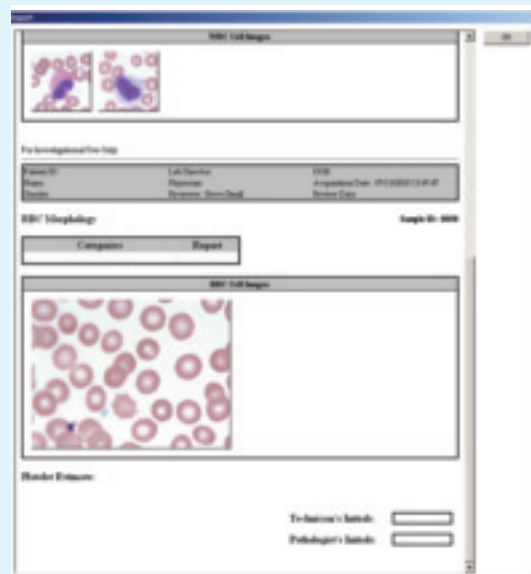 Report
WBC Cell Images
For Investigational Use Only
Patient ID Lab Director DOB
Name Physician Acquisition Date
Gender Reviewer Review Date
RBC Morphology Sample ID:
Categories Report
RBC Cell Images
Platelet Estimate
Technician's Initials
Pathologist's Initials